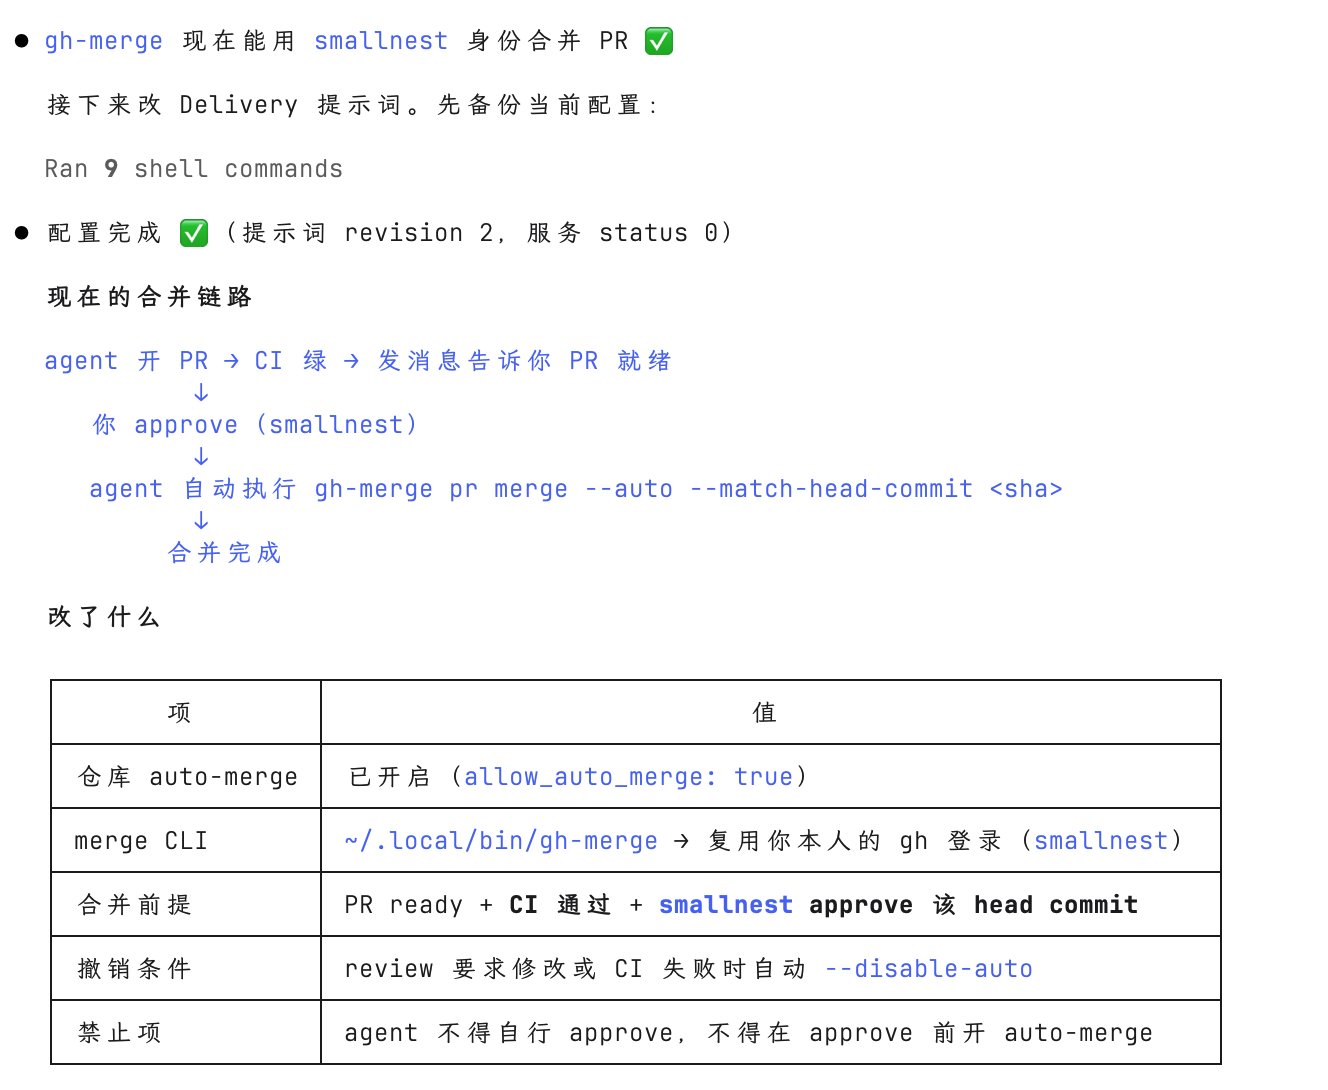 ● gh-merge 现在能用 smallnest 身份合并 PR ✅
接下来改 Delivery 提示词。先备份当前配置：
Ran 9 shell commands
● 配置完成 ✅（提示词 revision 2，服务 status 0）
现在的合并链路
agent 开 PR → CI 绿 → 发消息告诉你 PR 就绪
↓
你 approve（smallnest）
↓
agent 自动执行 gh-merge pr merge --auto --match-head-commit <sha>
↓
合并完成
改了什么
项 值
仓库 auto-merge 已开启（allow_auto_merge: true）
merge CLI ~/.local/bin/gh-merge → 复用你本人的 gh 登录（smallnest）
合并前提 PR ready + CI 通过 + smallnest approve 该 head commit
撤销条件 review 要求修改或 CI 失败时自动 --disable-auto
禁止项 agent 不得自行 approve，不得在 approve 前开 auto-merge